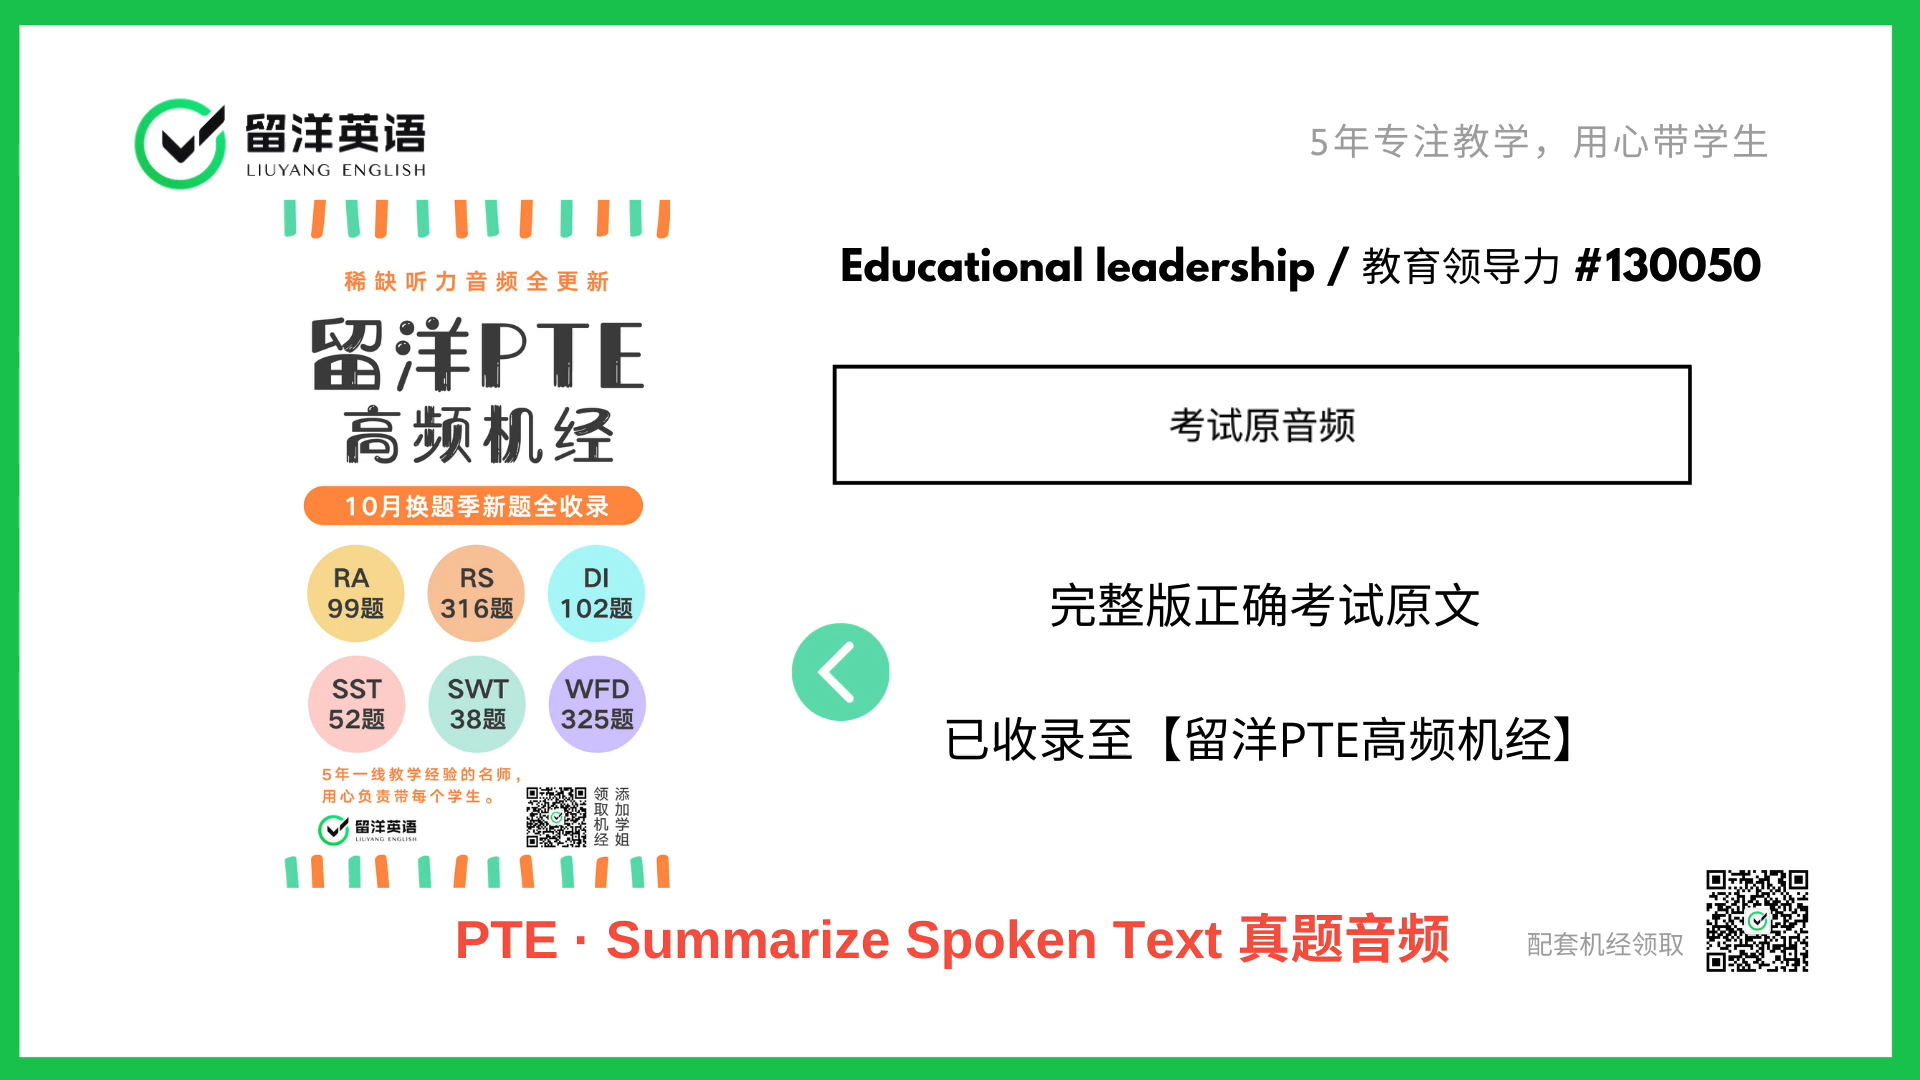 留洋英语
LIUYANG ENGLISH
5年专注教学，用心带学生
稀缺听力音频全更新
留洋PTE
高频机经
10月换题季新题全收录
RA
99题
RS
316题
DI
102题
SST
52题
SWT
38题
WFD
325题
5年一线教学经验的名师，
用心负责带每个学生。
留洋英语
LIUYANG ENGLISH
添加学姐
领取机经
Educational leadership / 教育领导力 #130050
考试原音频
完整版正确考试原文
已收录至【留洋PTE高频机经】
PTE · Summarize Spoken Text 真题音频
配套机经领取